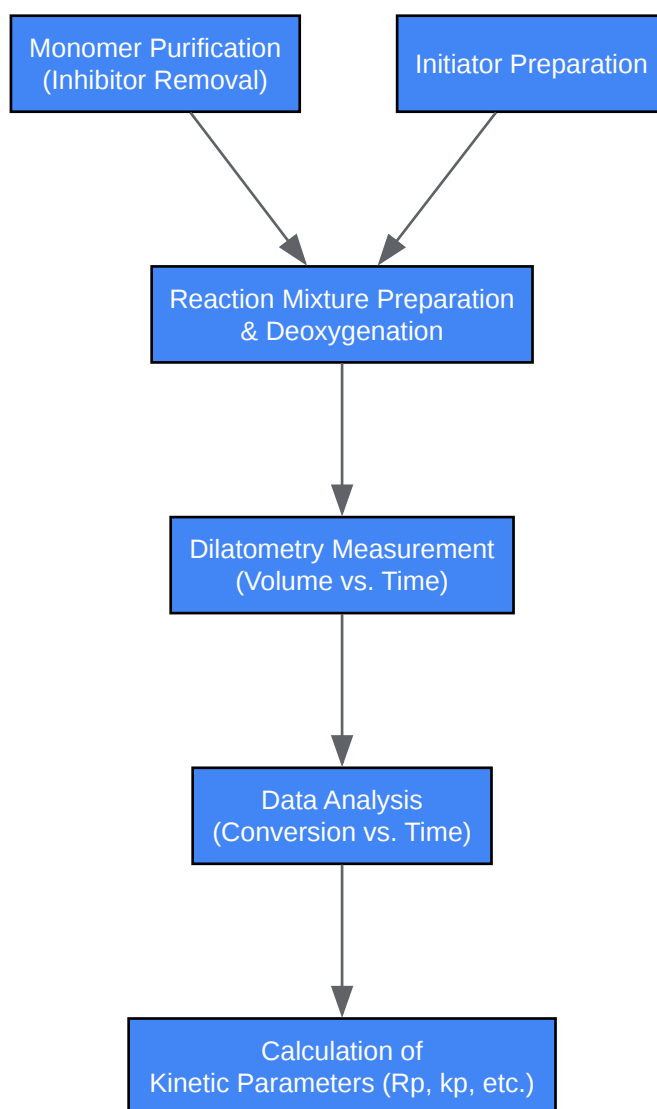 Monomer Purification
(Inhibitor Removal)
Initiator Preparation
Reaction Mixture Preparation
& Deoxygenation
Dilatometry Measurement
(Volume vs. Time)
Data Analysis
(Conversion vs. Time)
Calculation of
Kinetic Parameters (Rp, kp, etc.)